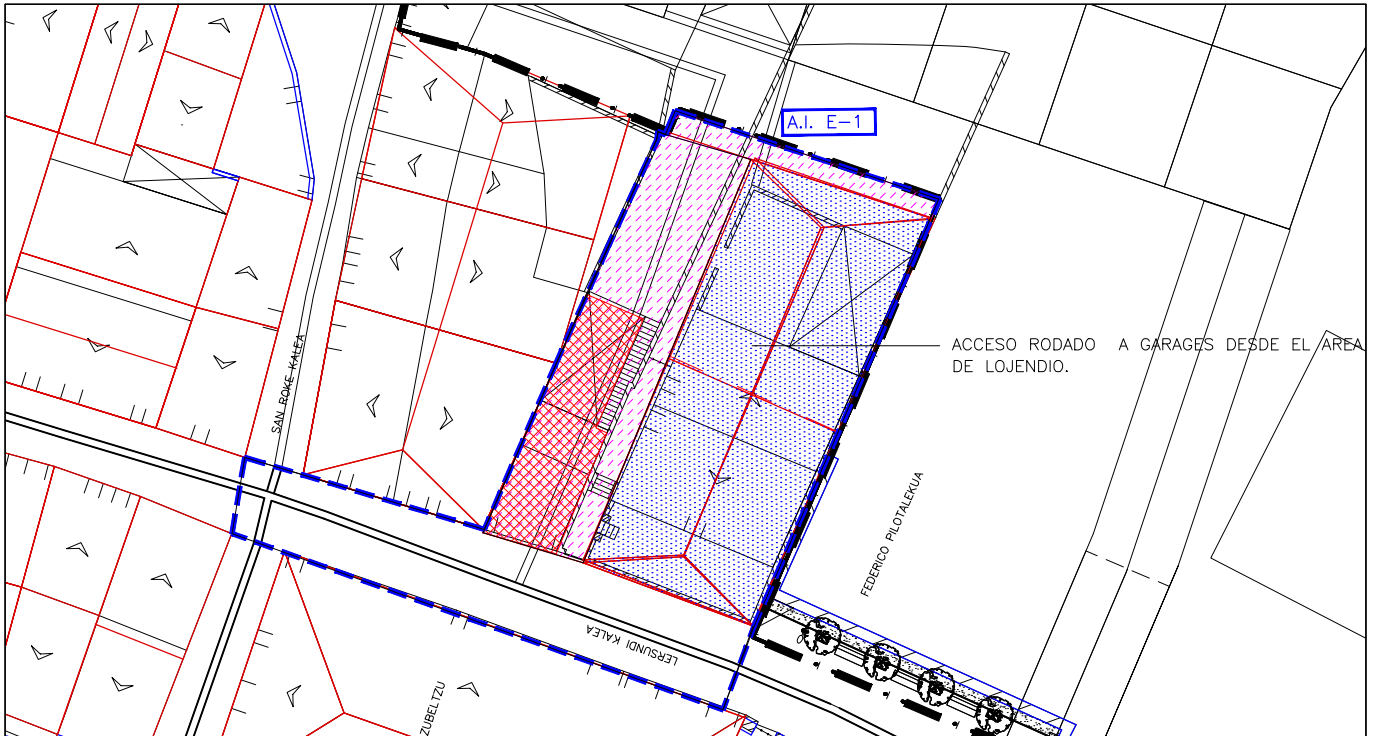 A.I. E-1
ACCESO RODADO A GARAGES DESDE EL AREA
DE LOJENDIO.
SAN ROKE KALEA
FEDERICO PILOTALEKUA
LERSUNDI KALEA
ZUBELTZU